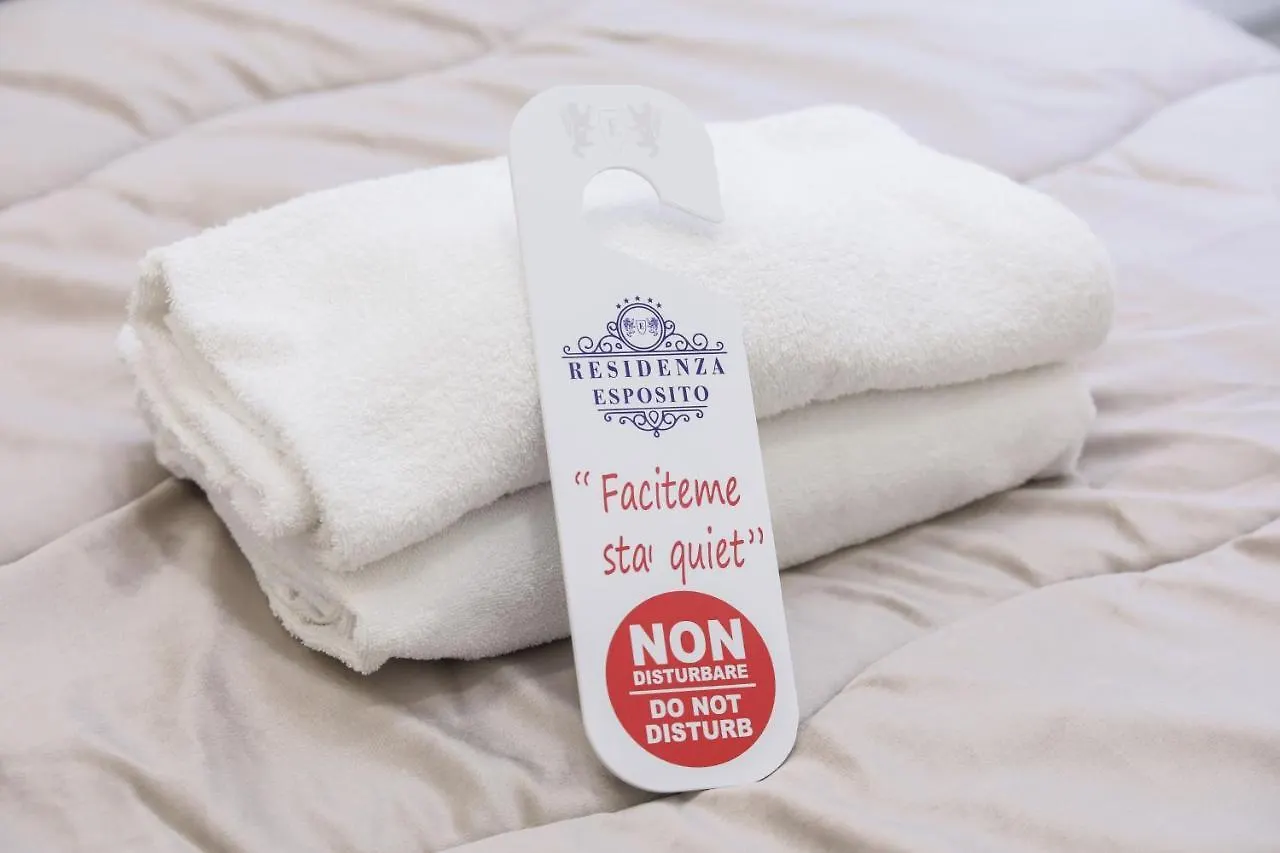 E
RESIDENZA
ESPOSITO
“ Faciteme
sta' quiet”
NON
DISTURBARE
DO NOT
DISTURB